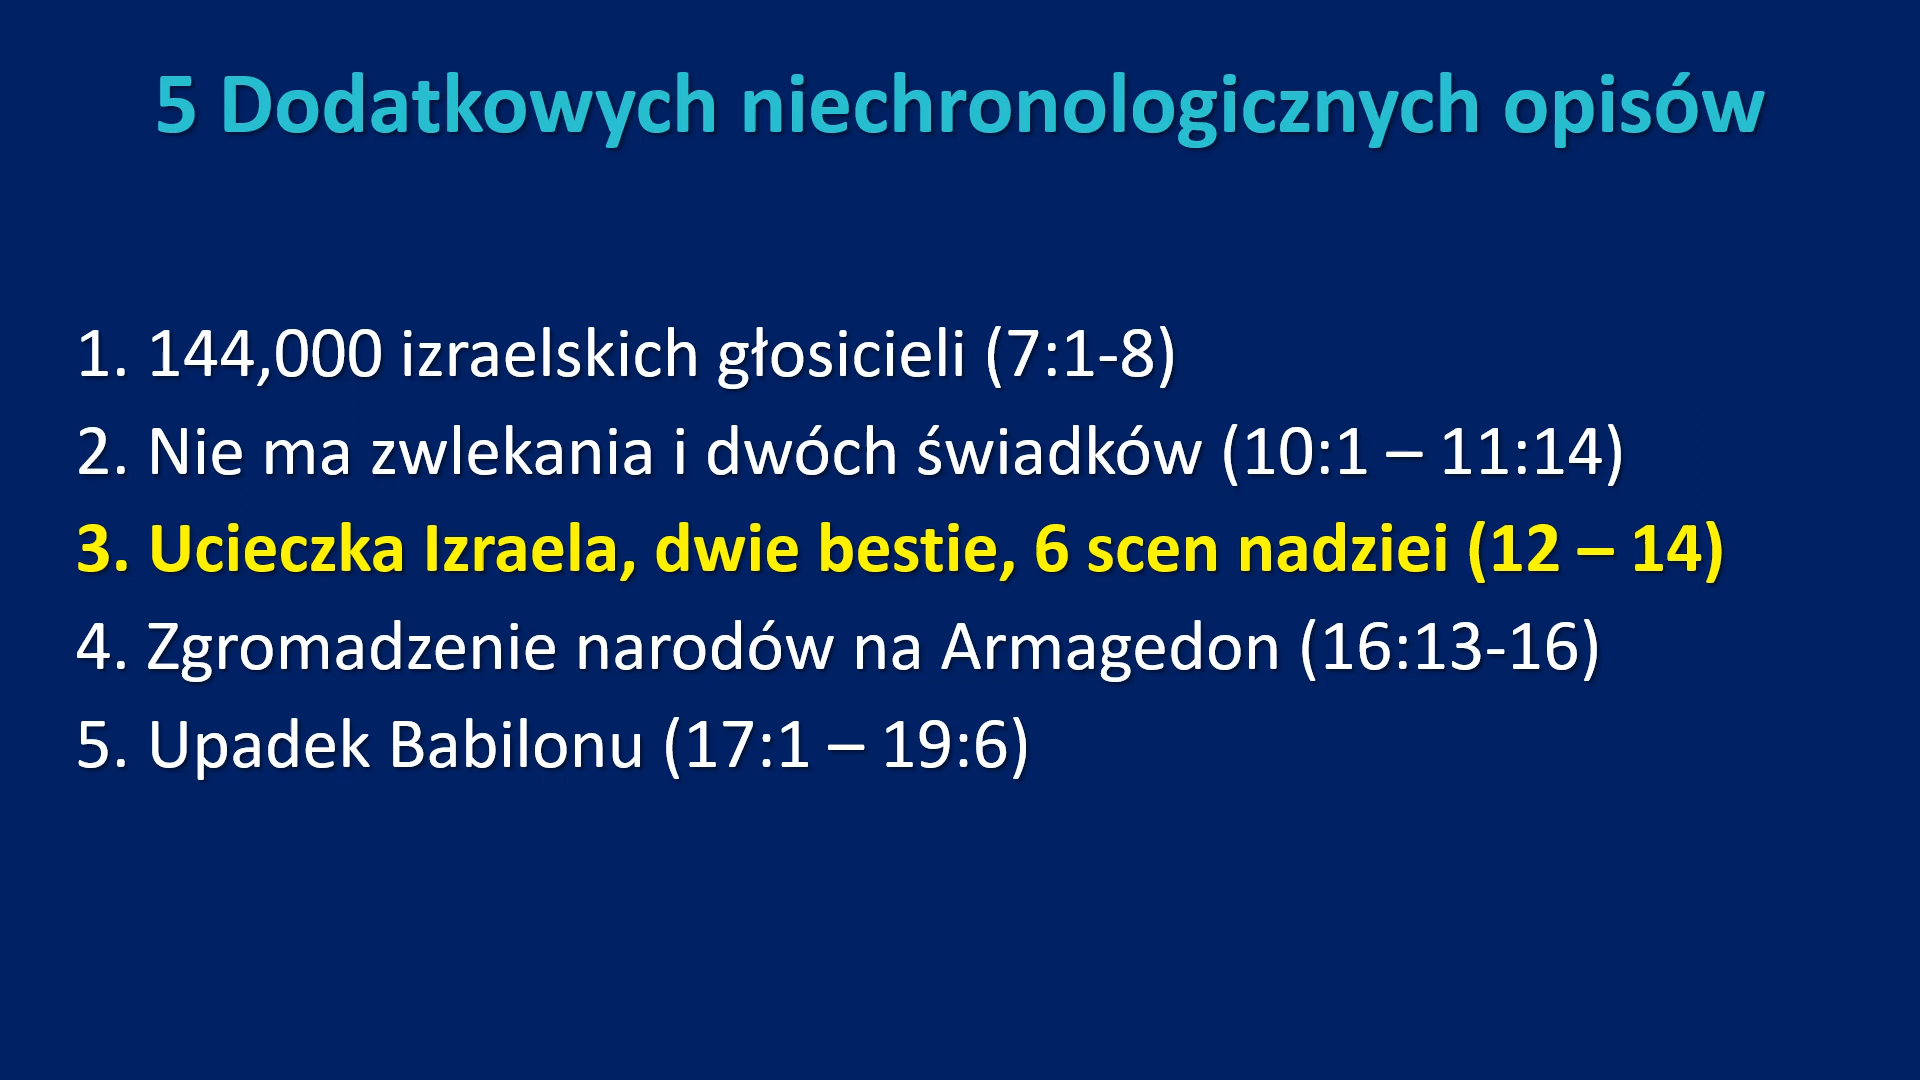 5 Dodatkowych niechronologicznych opisów
1. 144,000 izraelskich głosicieli (7:1-8)
2. Nie ma zwlekania i dwóch świadków (10:1 – 11:14)
3. Ucieczka Izraela, dwie bestie, 6 scen nadziei (12 – 14)
4. Zgromadzenie narodów na Armagedon (16:13-16)
5. Upadek Babilonu (17:1 – 19:6)